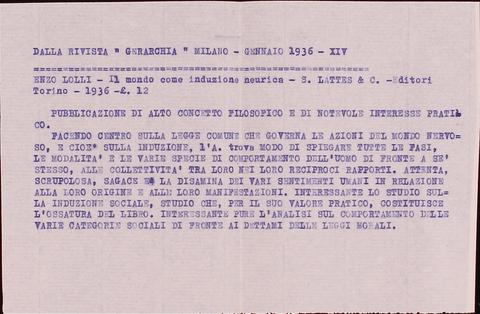 DALLA RIVISTA " GERARCHIA " MILANO - GENNAIO 1936 - XIV
==================================================
ENZO LOLLI - Il mondo come induzione neurica - S. LATTES & C. -Editori
Torino - 1936 -£. 12
PUBBLICAZIONE DI ALTO CONCETTO FILOSOFICO E DI NOTEVOLE INTERESSE PRATI=
CO.
FACENDO CENTRO SULLA LEGGE COMUNE CHE GOVERNA LE AZIONI DEL MONDO NERVO=
SO, E CIOE* SULLA INDUZIONE, l'A. trova MODO DI SPIEGARE TUTTE LE FASI,
LE MODALITA' E LE VARIE SPECIE DI COMPORTAMENTO DELL'UOMO DI FRONTE A SE'
STESSO, ALLE COLLETTIVITA' TRA LORO NEI LORO RECIPROCI RAPPORTI. ATTENTA,
SCRUPOLOSA, SAGACE E LA DISAMINA DEI VARI SENTIMENTI UMANI IN RELAZIONE
ALLA LORO ORIGINE E ALLE LORO MANIFESTAZIONI. INTERESSANTE LO STUDIO SUL=
LA INDUZIONE SOCIALE, STUDIO CHE, PER IL SUO VALORE PRATICO, COSTITUISCE
L'OSSATURA DEL LIBRO. INTERESSANTE PURE L'ANALISI SUL COMPORTAMENTO DELLE
VARIE CATEGORIE SOCIALI DI FRONTE AI DETTAMI DELLE LEGGI MORALI.